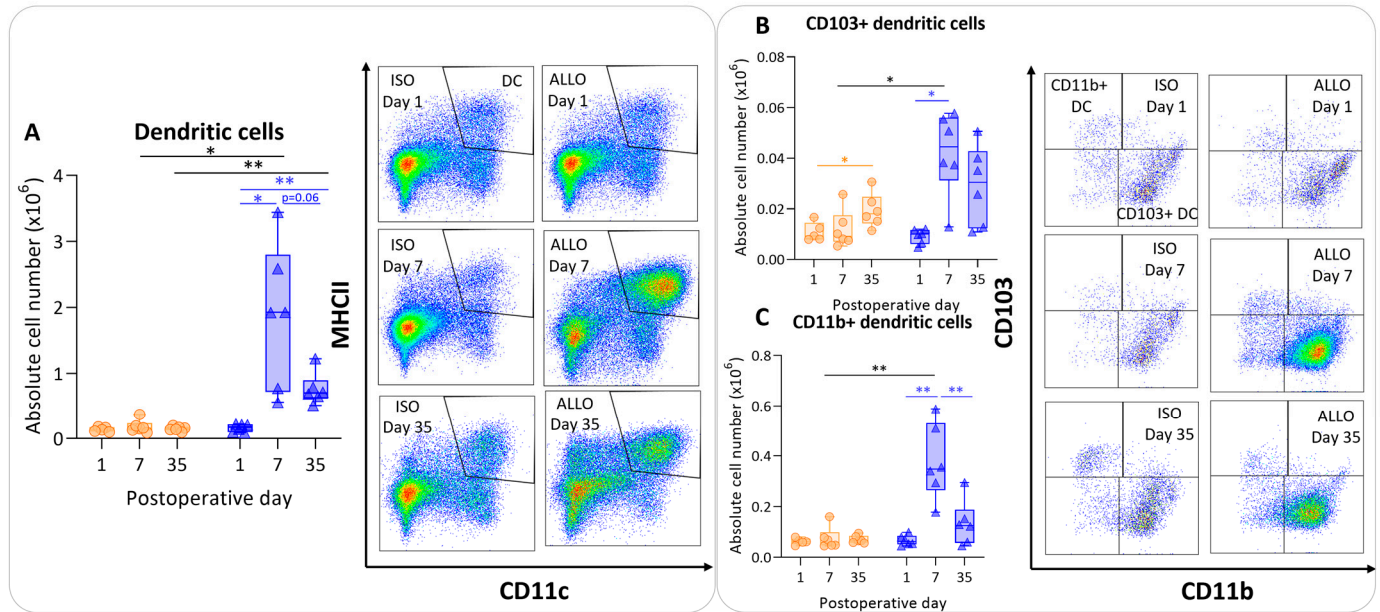 A
Dendritic cells
*
**
**
*
p=0.06
4
3
2
1
0
Absolute cell number (x10⁶)
1 7 35 1 7 35
Postoperative day
ISO
Day 1
DC
ALLO
Day 1
ISO
Day 7
ALLO
Day 7
ISO
Day 35
ALLO
Day 35
MHCII
CD11c
B
CD103+ dendritic cells
*
*
*
0.08
0.06
0.04
0.02
0.00
Absolute cell number (x10⁶)
1 7 35 1 7 35
Postoperative day
C
CD11b+ dendritic cells
**
** **
0.8
0.6
0.4
0.2
0.0
Absolute cell number (x10⁶)
1 7 35 1 7 35
Postoperative day
CD11b+
DC
ISO
Day 1
CD103+ DC
ALLO
Day 1
ISO
Day 7
ALLO
Day 7
ISO
Day 35
ALLO
Day 35
CD103
CD11b